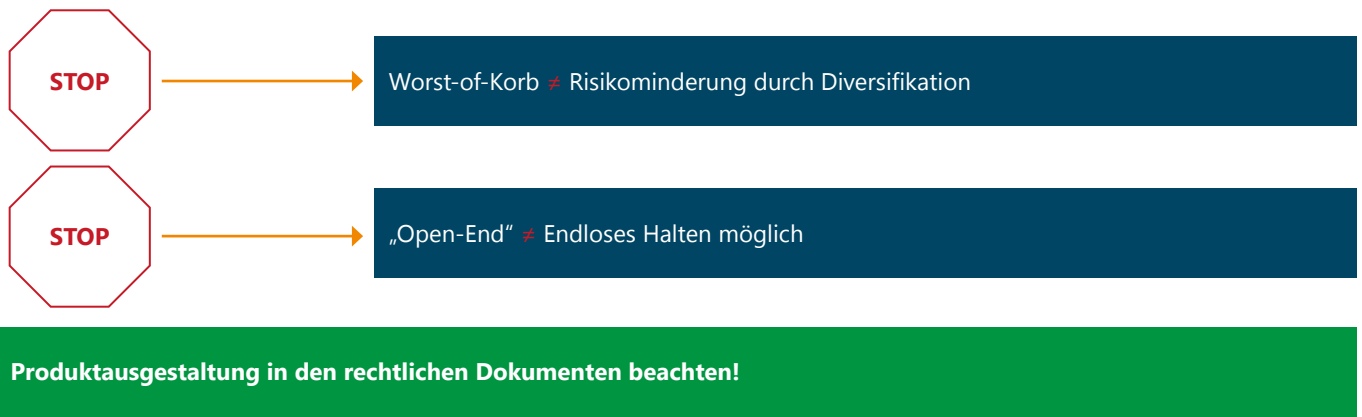 STOP
Worst-of-Korb ≠ Risikominderung durch Diversifikation
STOP
„Open-End“ ≠ Endloses Halten möglich
Produktausgestaltung in den rechtlichen Dokumenten beachten!